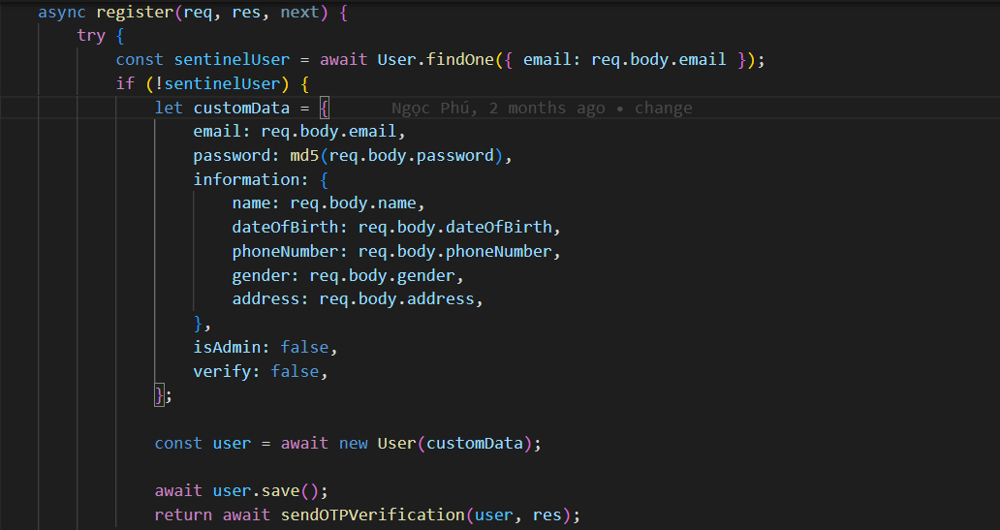 async register(req, res, next) {
try {
const sentinelUser = await User.findOne({ email: req.body.email });
if (!sentinelUser) {
let customData = { Ngọc Phú, 2 months ago • change
email: req.body.email,
password: md5(req.body.password),
information: {
name: req.body.name,
dateOfBirth: req.body.dateOfBirth,
phoneNumber: req.body.phoneNumber,
gender: req.body.gender,
address: req.body.address,
},
isAdmin: false,
verify: false,
};
const user = await new User(customData);
await user.save();
return await sendOTPVerification(user, res);